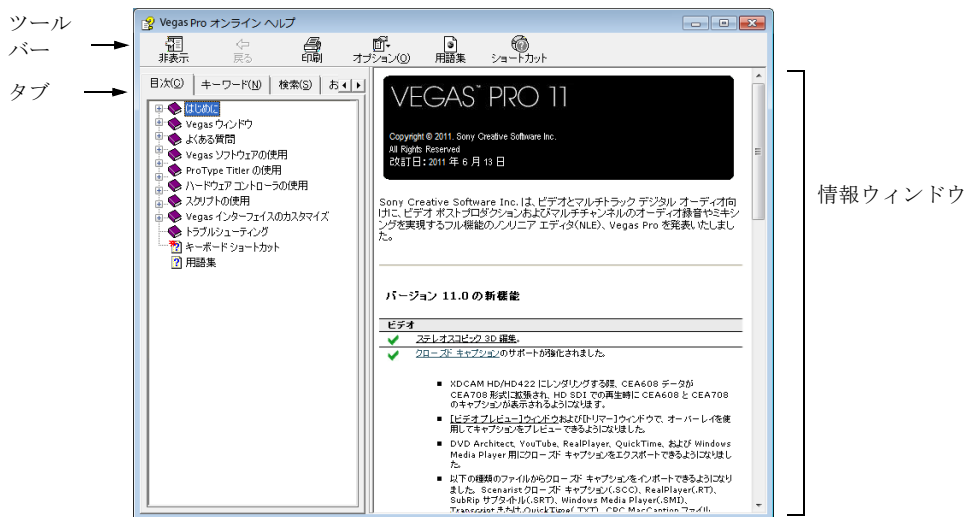 ツール
バー
タブ
Vegas Pro オンライン ヘルプ
非表示 戻る 印刷 オプション(O) 用語集 ショートカット
目次(C) キーワード(N) 検索(S) お
はじめに
Vegas ウィンドウ
よくある質問
Vegas ソフトウェアの使用
ProType Titler の使用
ハードウェア コントローラの使用
スクリプトの使用
Vegas インターフェイスのカスタマイズ
トラブルシューティング
キーボード ショートカット
用語集
VEGAS™ PRO 11
Copyright © 2011. Sony Creative Software Inc.
All Rights Reserved
改訂日: 2011 年 6 月 13 日
Sony Creative Software Inc. は、ビデオとマルチトラック デジタル オーディオ向
けに、ビデオ ポストプロダクションおよびマルチチャンネルのオーディオ録音やミキシ
ングを実現するフル機能のノンリニア エディタ(NLE)、Vegas Pro を発表いたしまし
た。
バージョン 11.0 の新機能
ビデオ
ステレオスコピック 3D 編集。
クローズド キャプションのサポートが強化されました。
XDCAM HD/HD422 にレンダリングする際、CEA608 データが
CEA708 形式に拡張され、HD SDI での再生時に CEA608 と CEA708
のキャプションが表示されるようになります。
[ビデオ プレビュー]ウィンドウおよび[トリマー]ウィンドウで、オーバーレイを使
用してキャプションをプレビューできるようになりました。
DVD Architect, YouTube, RealPlayer, QuickTime, および Windows
Media Player 用にクローズド キャプションをエクスポートできるようになりまし
た。
以下の種類のファイルからクローズド キャプションをインポートできるようになり
ました。Scenarist クローズド キャプション(.SCC)、RealPlayer(.RT)、
SubRip サブタイトル(.SRT)、Windows Media Player(.SMI)、
Transcript または QuickTime(.TXT)、CPC MacCaption ファイル
情報ウィンドウ